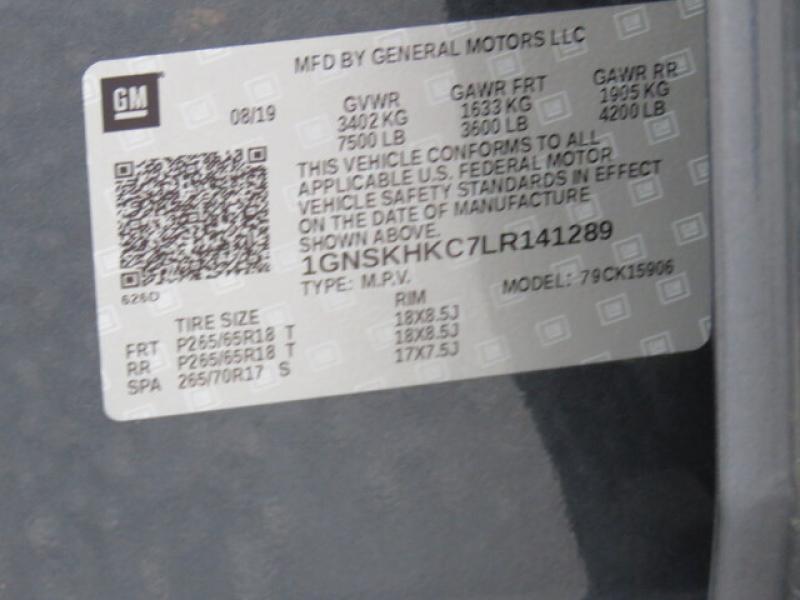 MFD BY GENERAL MOTORS LLC
GM
08/19
GVWR GAWR FRT GAWR RR
3402 KG 1633 KG 1905 KG
7500 LB 3600 LB 4200 LB
THIS VEHICLE CONFORMS TO ALL
APPLICABLE U.S. FEDERAL MOTOR
VEHICLE SAFETY STANDARDS IN EFFECT
ON THE DATE OF MANUFACTURE
SHOWN ABOVE.
1GNSKHKC7LR141289
TYPE: M.P.V. MODEL: 79CK15906
626D
TIRE SIZE RIM
FRT P265/65R18 T 18X8.5J
RR P265/65R18 T 18X8.5J
SPA 265/70R17 S 17X7.5J